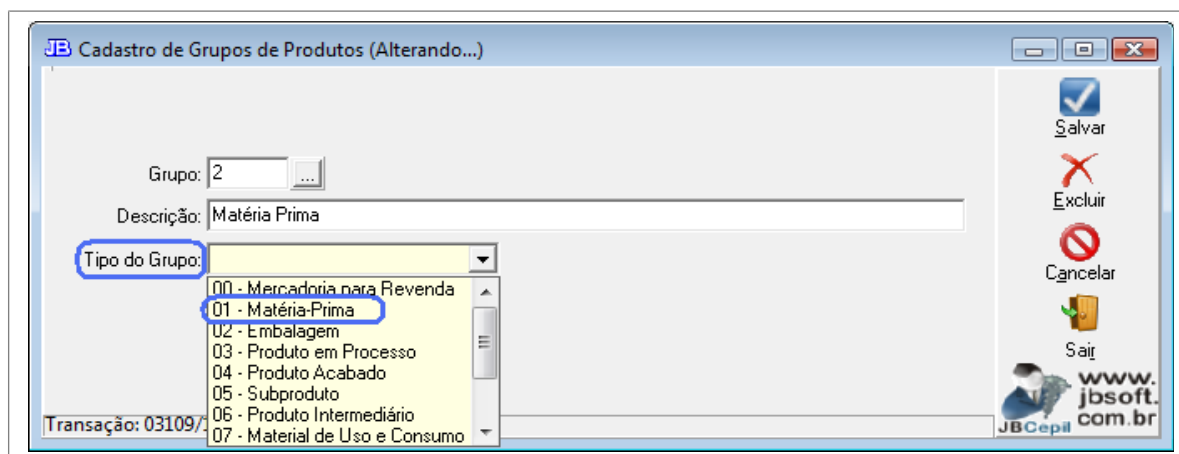 JB Cadastro de Grupos de Produtos (Alterando...)
Salvar
Excluir
Cancelar
Sair
Grupo: 2 ...
Descrição: Matéria Prima
Tipo do Grupo:
00 - Mercadoria para Revenda
01 - Matéria-Prima
02 - Embalagem
03 - Produto em Processo
04 - Produto Acabado
05 - Subproduto
06 - Produto Intermediário
07 - Material de Uso e Consumo
Transação: 03109/
www.
jbsoft.
com.br
JBCepil